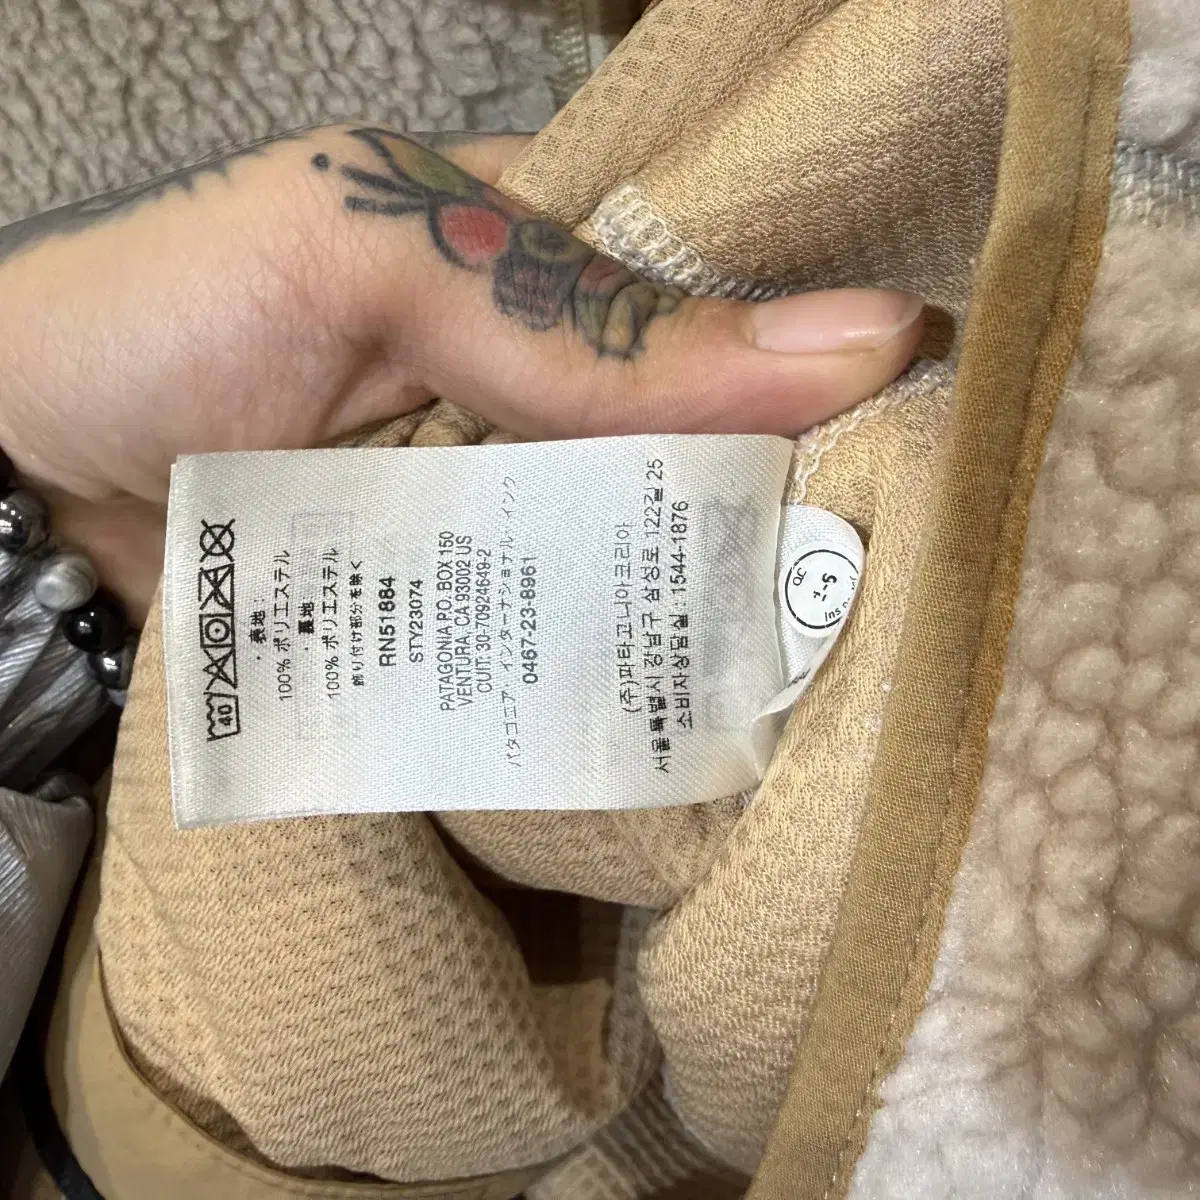 40
・表地：
100% ポリエステル
・裏地
100% ポリエステル
飾り付け部分を除く
RN51884
STY23074
PATAGONIA P.O. BOX 150
VENTURA, CA 93002 US
CUIT: 30-70924649-2
パタゴニア インターナショナル インク
0467-23-8961
(주)파타고니아코리아
서울특별시 강남구 삼성로 122길 25
소비자상담실 : 1544-1876